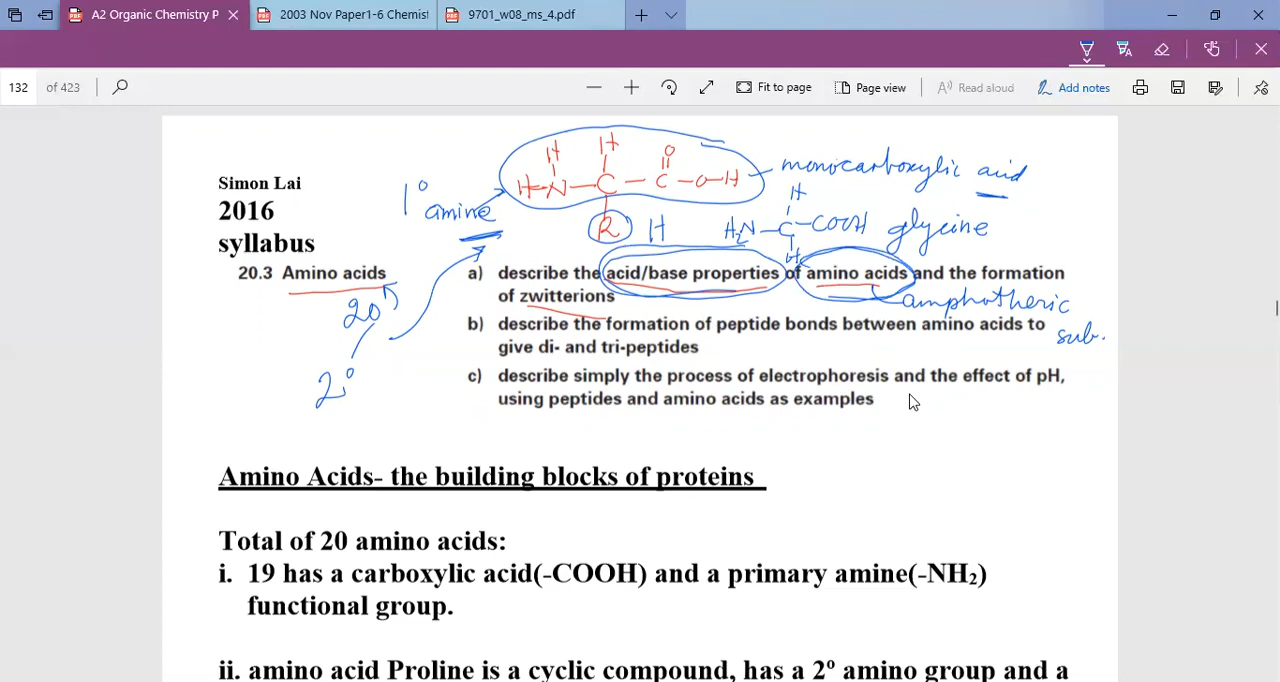 A2 Organic Chemistry P
2003 Nov Paper1-6 Chemist
9701_w08_ms_4.pdf
132 of 423
Fit to page
Page view
Read aloud
Add notes
H H O
H-N-C-C-O-H
R H
monocarboxylic acid
1° amine
H
H₂N-C-COOH glycine
H
Simon Lai
2016
syllabus
20.3 Amino acids
a) describe the acid/base properties of amino acids and the formation
of zwitterions
amphotheric
sub.
20
2°
b) describe the formation of peptide bonds between amino acids to
give di- and tri-peptides
c) describe simply the process of electrophoresis and the effect of pH,
using peptides and amino acids as examples
Amino Acids- the building blocks of proteins
Total of 20 amino acids:
i. 19 has a carboxylic acid(-COOH) and a primary amine(-NH₂)
functional group.
ii. amino acid Proline is a cyclic compound, has a 2º amino group and a